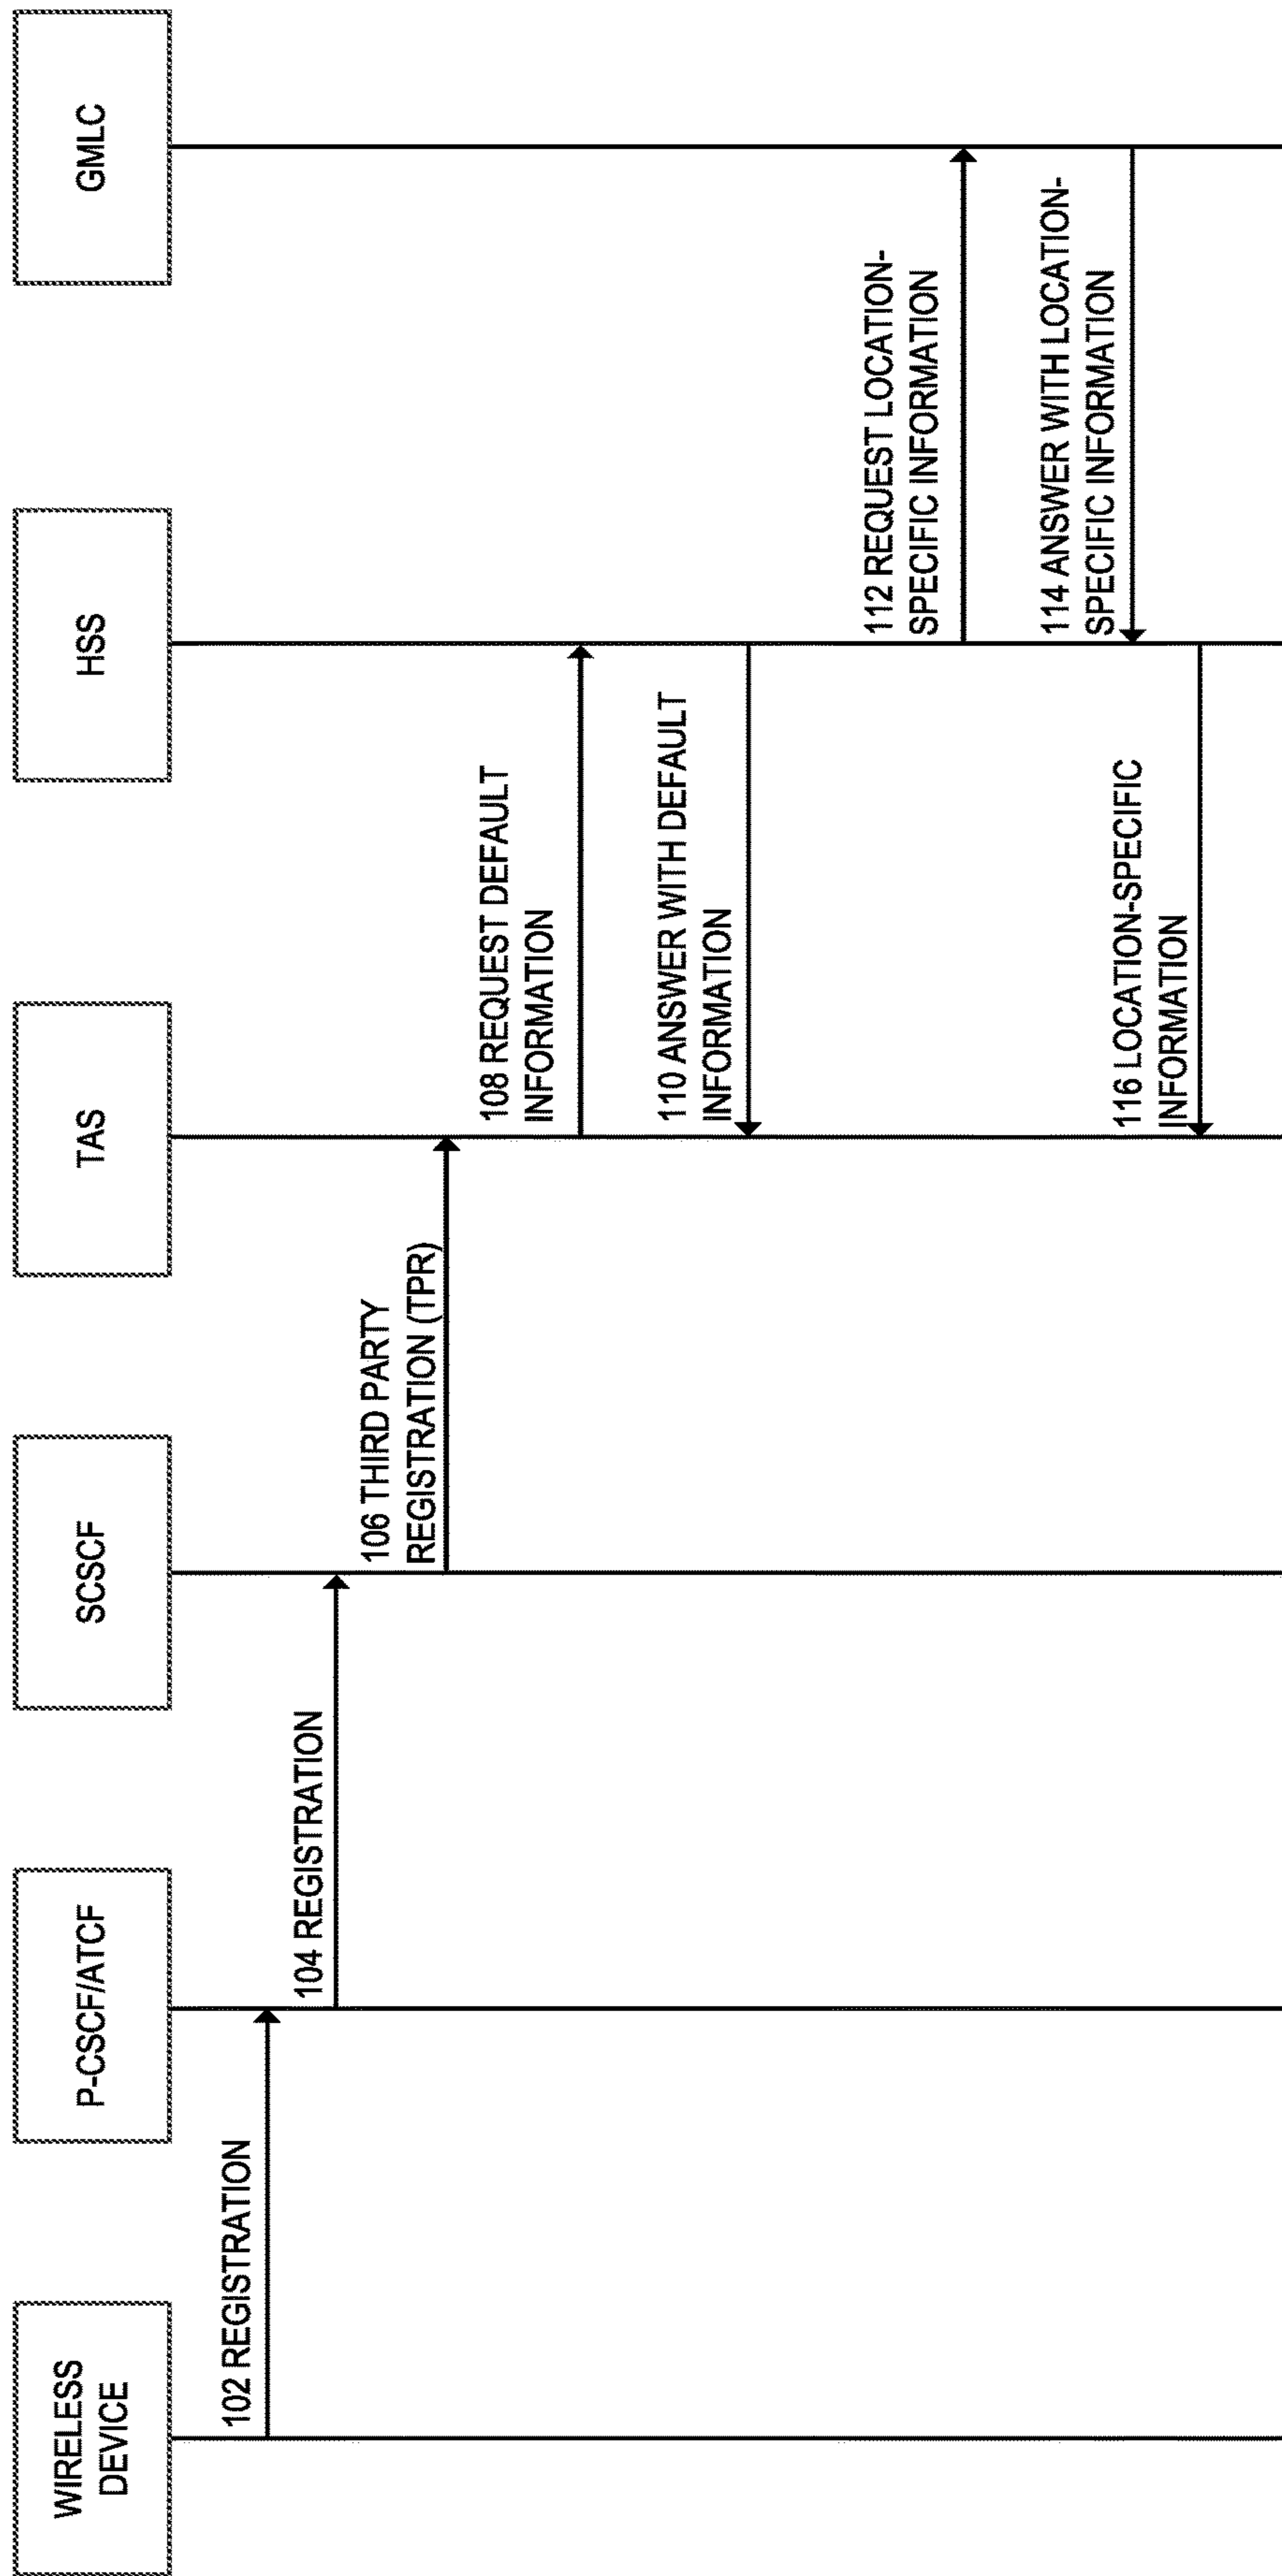 WIRELESS
DEVICE
P-CSCF/ATCF
SCSCF
TAS
HSS
GMLC
102 REGISTRATION
104 REGISTRATION
106 THIRD PARTY
REGISTRATION (TPR)
108 REQUEST DEFAULT
INFORMATION
110 ANSWER WITH DEFAULT
INFORMATION
112 REQUEST LOCATION-
SPECIFIC INFORMATION
114 ANSWER WITH LOCATION-
SPECIFIC INFORMATION
116 LOCATION-SPECIFIC
INFORMATION